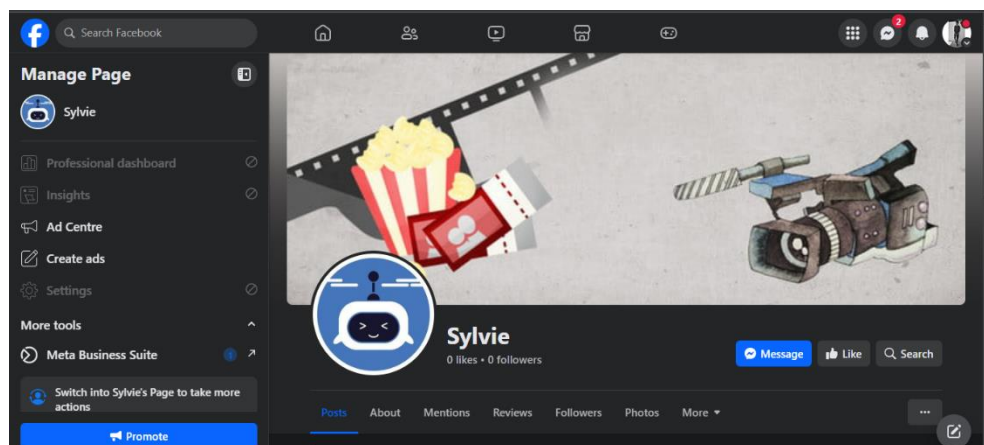 Search Facebook
2
Manage Page
Sylvie
Professional dashboard
Insights
Ad Centre
Create ads
Settings
More tools
Meta Business Suite
1
Switch into Sylvie's Page to take more
actions
Promote
Sylvie
0 likes • 0 followers
Message
Like
Search
Posts
About
Mentions
Reviews
Followers
Photos
More